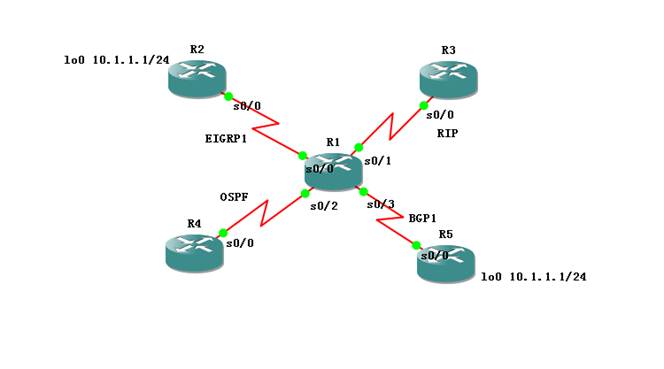 R2
lo0 10.1.1.1/24
s0/0
EIGRP1
R3
s0/0
RIP
R1
s0/0
s0/1
s0/2
s0/3
OSPF
R4
s0/0
BGP1
R5
s0/0
lo0 10.1.1.1/24